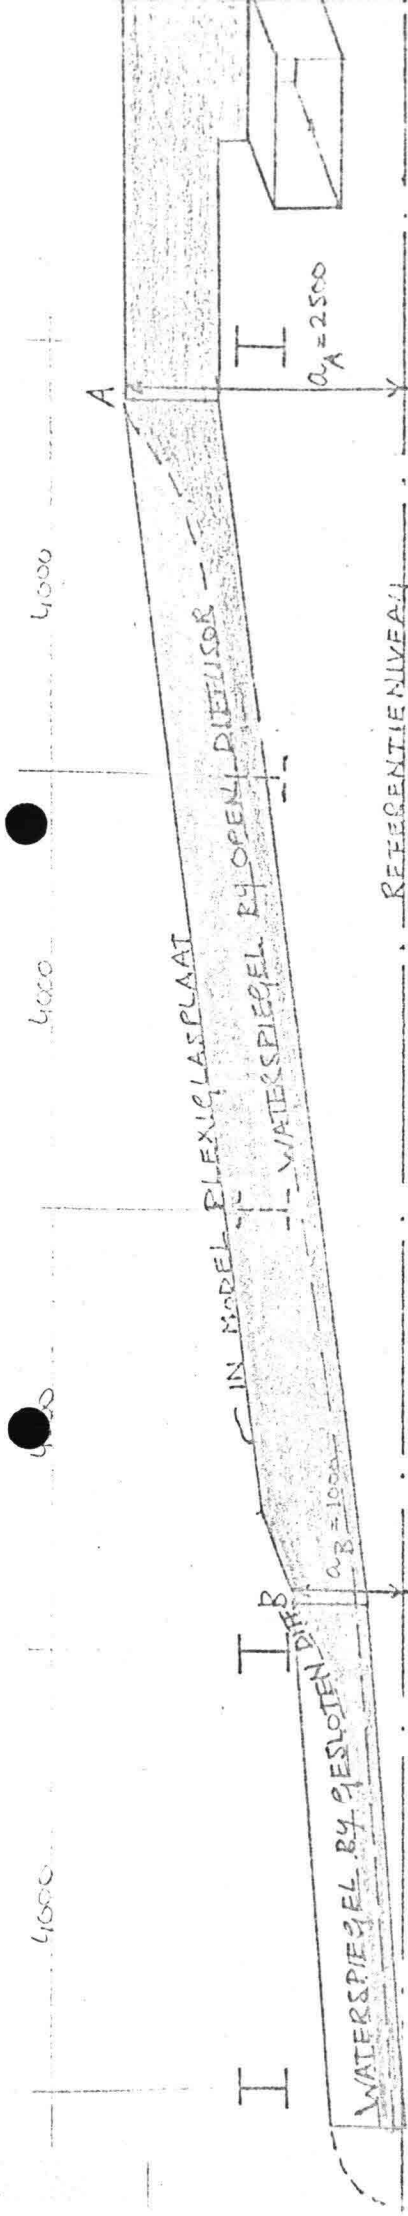 4000
4000
4000
A
a_A = 2500
IN MODEL PLEXIGLASPLAAT
WATERSPIEGEL BY OPEN DIFFUSOR
B
a_B = 1000
WATERSPIEGEL BY GESLOTEN DIFF.
REFERENTIENIVEAU